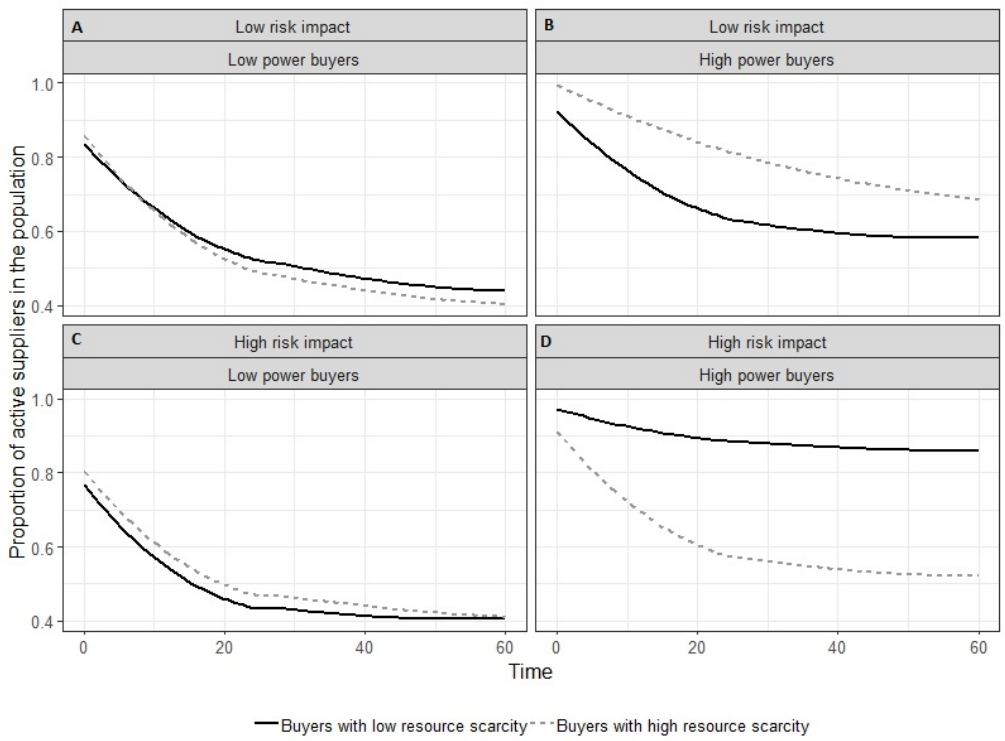 A
Low risk impact
Low power buyers
B
Low risk impact
High power buyers
1.0
0.8
0.6
0.4
C
High risk impact
Low power buyers
D
High risk impact
High power buyers
1.0
0.8
0.6
0.4
Proportion of active suppliers in the population
0 20 40 60
0 20 40 60
Time
Buyers with low resource scarcity Buyers with high resource scarcity